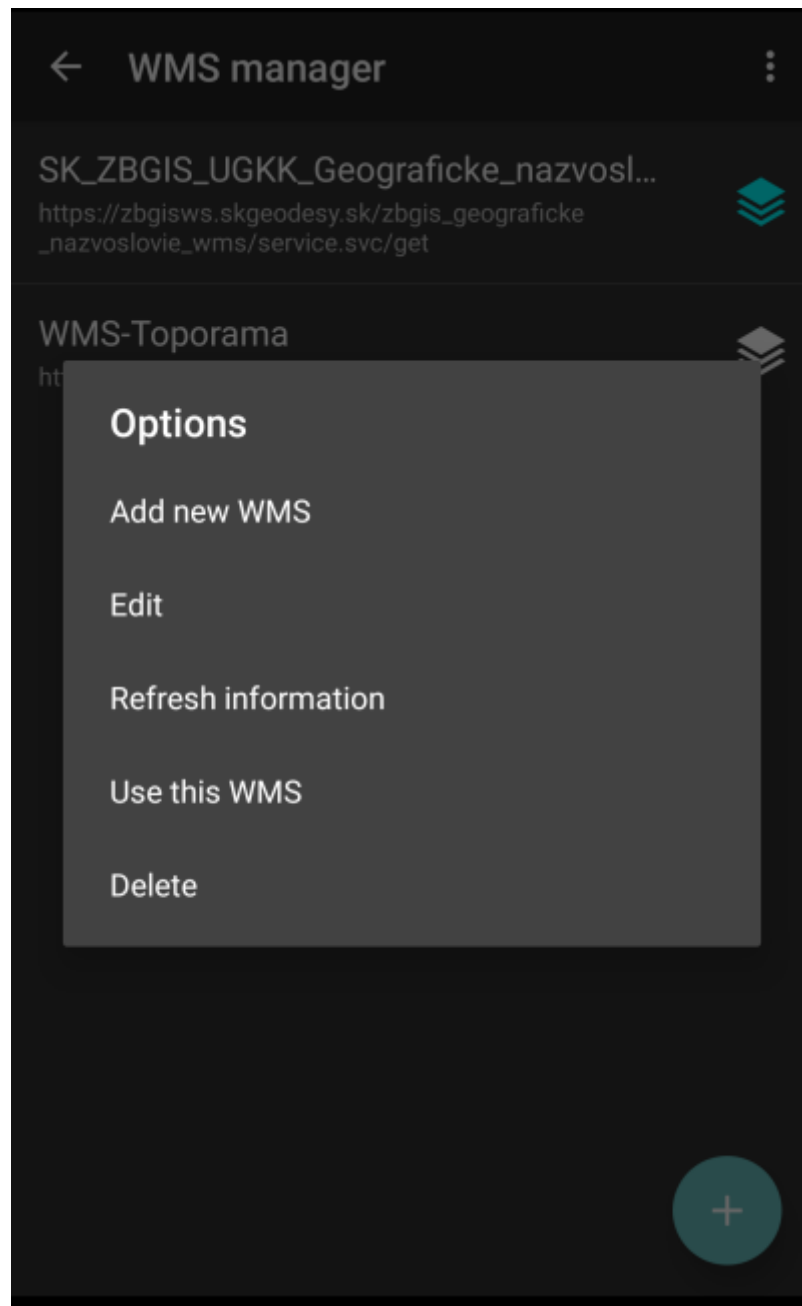 WMS manager
SK_ZBGIS_UGKK_Geograficke_nazvosl...
https://zbgisws.skgeodesy.sk/zbgis_geograficke
_nazvoslovie_wms/service.svc/get
WMS-Toporama
Options
Add new WMS
Edit
Refresh information
Use this WMS
Delete